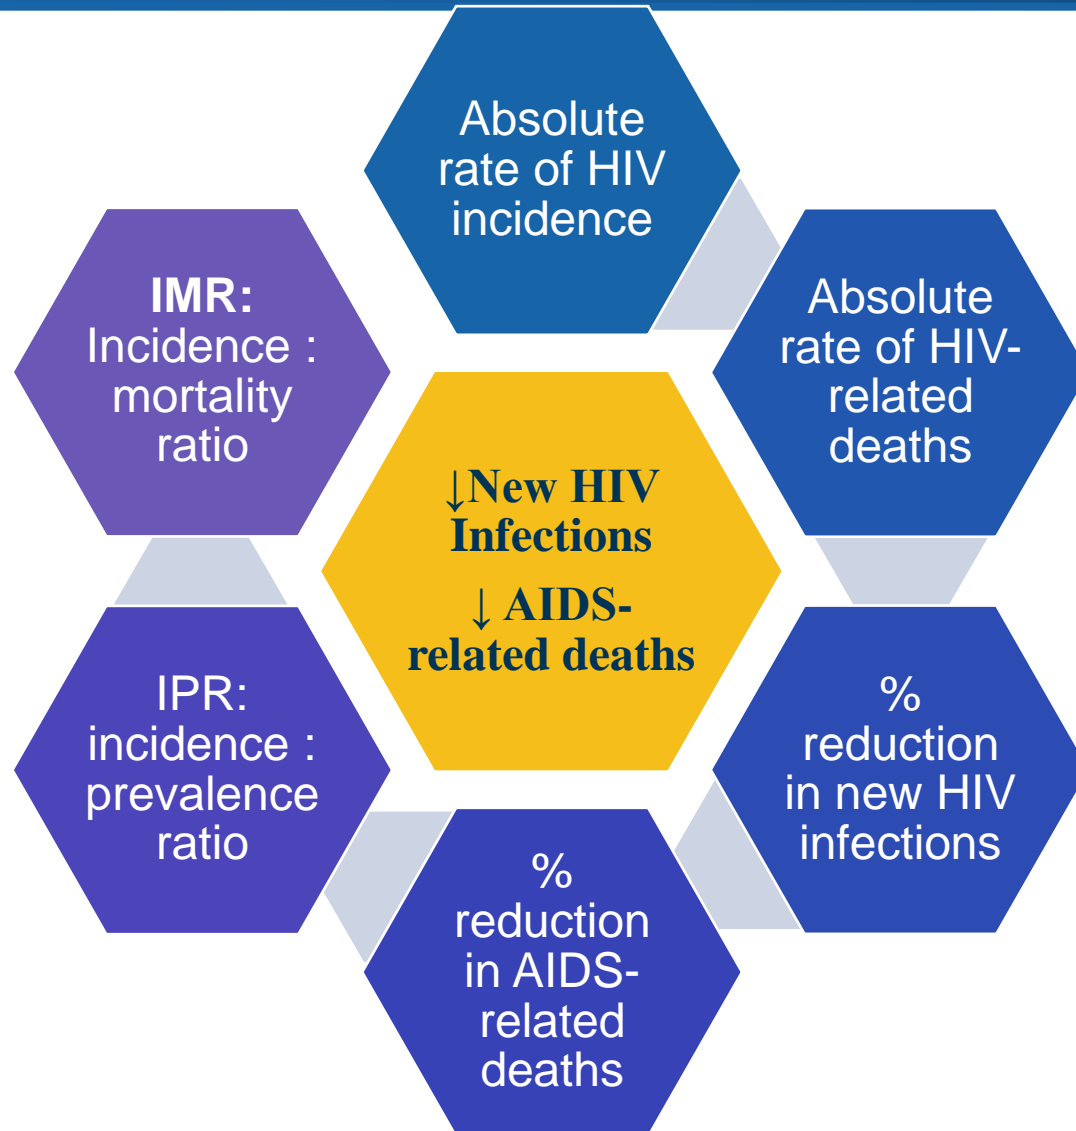 Absolute
rate of HIV
incidence
Absolute
rate of HIV-
related
deaths
%
reduction
in new HIV
infections
%
reduction
in AIDS-
related
deaths
IPR:
incidence :
prevalence
ratio
IMR:
Incidence :
mortality
ratio
↓New HIV
Infections
↓ AIDS-
related deaths